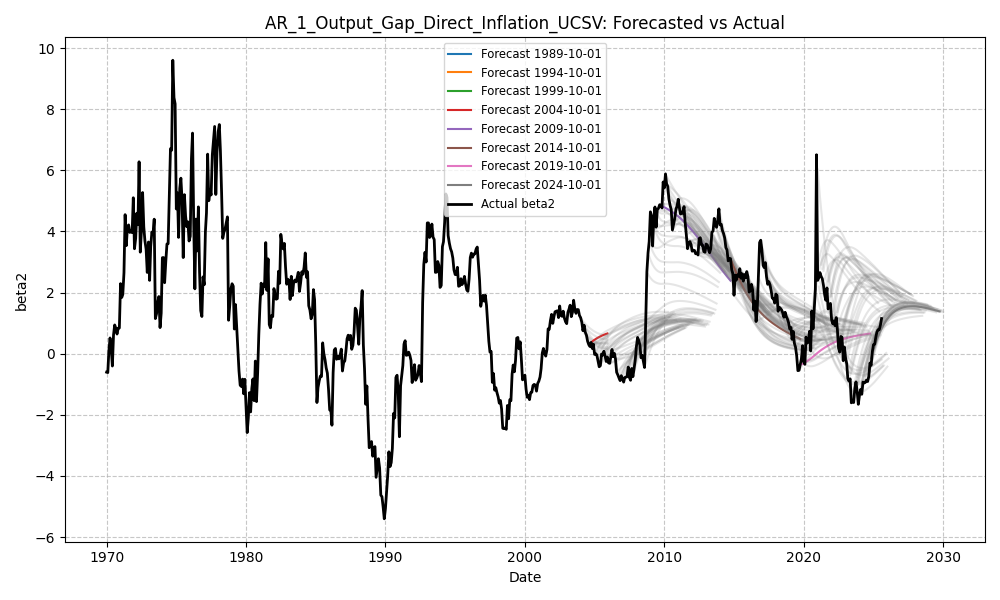 AR_1_Output_Gap_Direct_Inflation_UCSV: Forecasted vs Actual
Forecast 1989-10-01
Forecast 1994-10-01
Forecast 1999-10-01
Forecast 2004-10-01
Forecast 2009-10-01
Forecast 2014-10-01
Forecast 2019-10-01
Forecast 2024-10-01
Actual beta2
beta2
10
8
6
4
2
0
−2
−4
−6
1970 1980 1990 2000 2010 2020 2030
Date